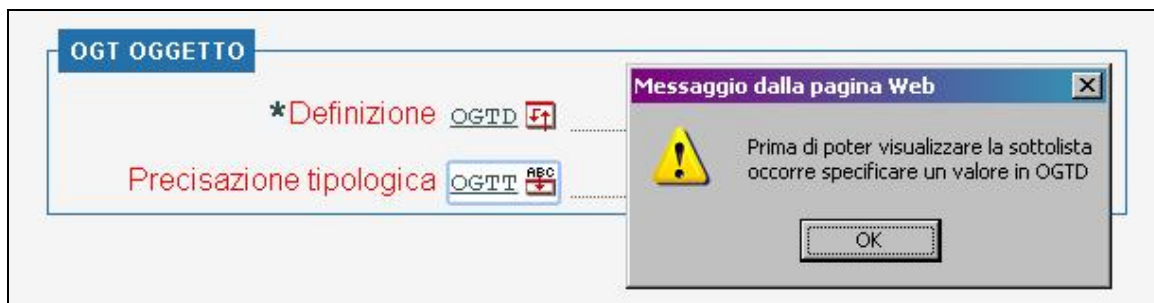 OGT OGGETTO
*Definizione OGTD
Precisazione tipologica OGTT ABC
Messaggio dalla pagina Web
Prima di poter visualizzare la sottolista
occorre specificare un valore in OGTD
OK